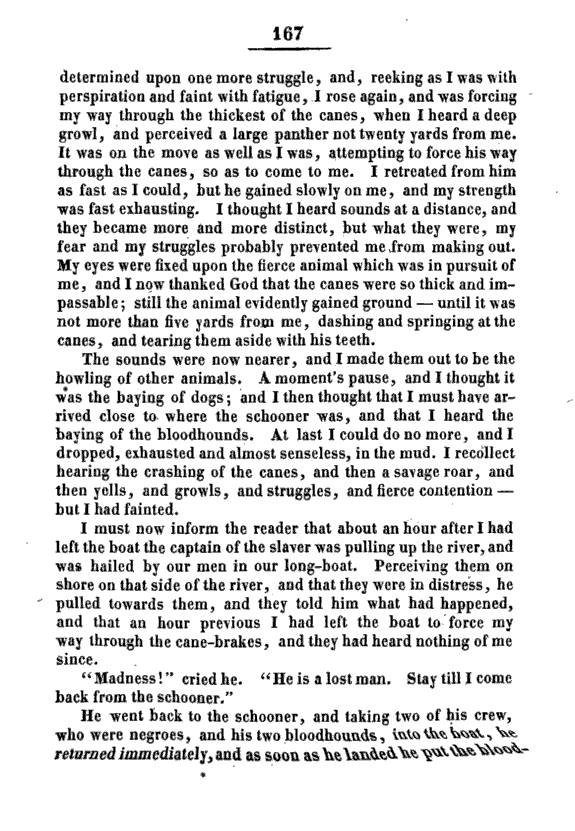 167
determined upon one more struggle, and, reeking as I was with
perspiration and faint with fatigue, I rose again, and was forcing
my way through the thickest of the canes, when I heard a deep
growl, and perceived a large panther not twenty yards from me.
It was on the move as well as I was, attempting to force his way
through the canes, so as to come to me. I retreated from him
as fast as I could, but he gained slowly on me, and my strength
was fast exhausting. I thought I heard sounds at a distance, and
they became more and more distinct, but what they were, my
fear and my struggles probably prevented me from making out.
My eyes were fixed upon the fierce animal which was in pursuit of
me, and I now thanked God that the canes were so thick and im-
passable; still the animal evidently gained ground — until it was
not more than five yards from me, dashing and springing at the
canes, and tearing them aside with his teeth.
The sounds were now nearer, and I made them out to be the
howling of other animals. A moment's pause, and I thought it
was the baying of dogs; and I then thought that I must have ar-
rived close to where the schooner was, and that I heard the
baying of the bloodhounds. At last I could do no more, and I
dropped, exhausted and almost senseless, in the mud. I recollect
hearing the crashing of the canes, and then a savage roar, and
then yells, and growls, and struggles, and fierce contention —
but I had fainted.
I must now inform the reader that about an hour after I had
left the boat the captain of the slaver was pulling up the river, and
was hailed by our men in our long-boat. Perceiving them on
shore on that side of the river, and that they were in distress, he
pulled towards them, and they told him what had happened,
and that an hour previous I had left the boat to force my
way through the cane-brakes, and they had heard nothing of me
since.
"Madness!" cried he. "He is a lost man. Stay till I come
back from the schooner."
He went back to the schooner, and taking two of his crew,
who were negroes, and his two bloodhounds, into the boat, he
returned immediately, and as soon as he landed he put the blood-